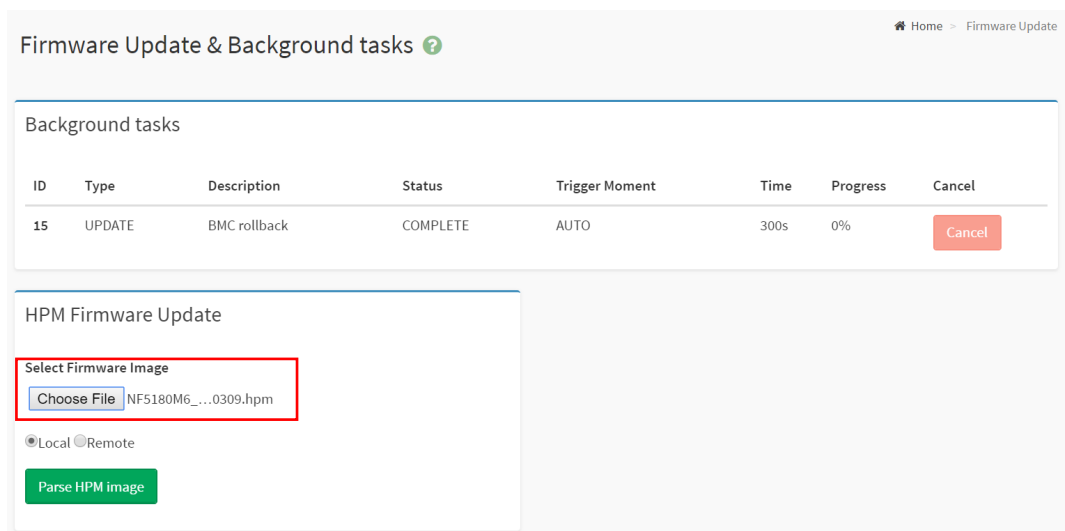 Home > Firmware Update
Firmware Update & Background tasks
Background tasks
ID Type Description Status Trigger Moment Time Progress Cancel
15 UPDATE BMC rollback COMPLETE AUTO 300s 0% Cancel
HPM Firmware Update
Select Firmware Image
Choose File NF5180M6_...0309.hpm
Local Remote
Parse HPM image